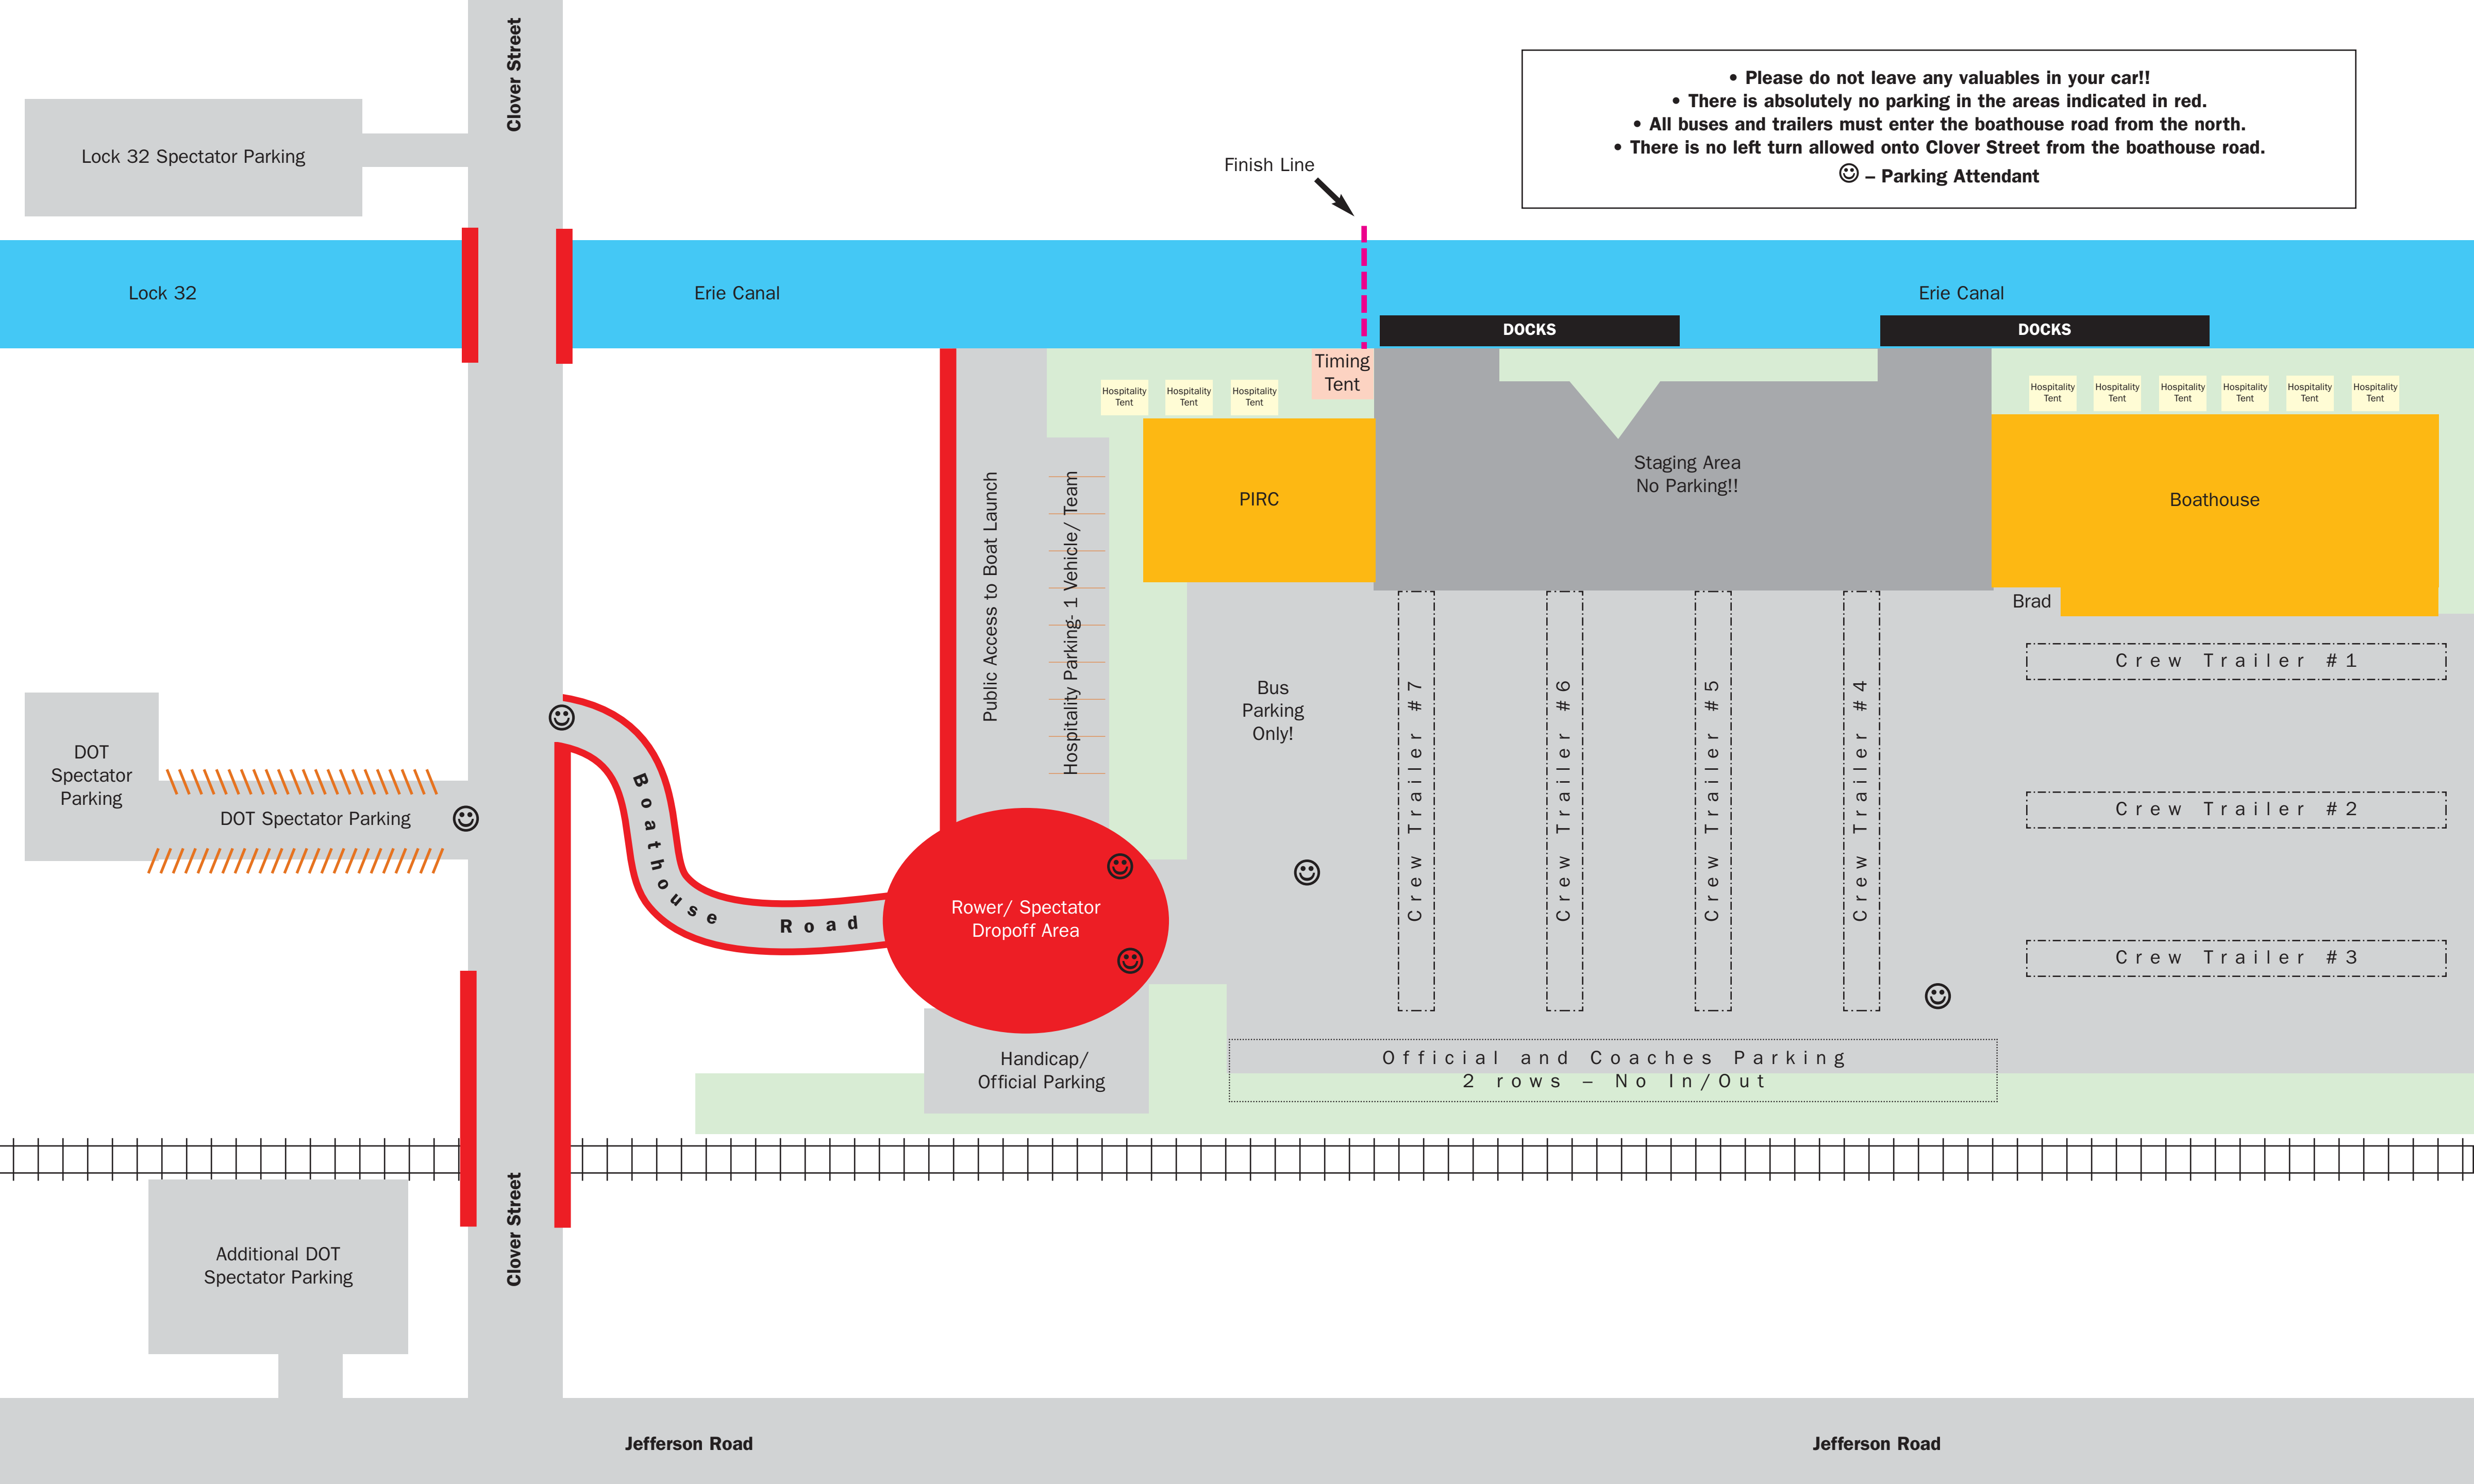 Clover Street
• Please do not leave any valuables in your car!!
• There is absolutely no parking in the areas indicated in red.
• All buses and trailers must enter the boathouse road from the north.
• There is no left turn allowed onto Clover Street from the boathouse road.
☺ – Parking Attendant
Lock 32 Spectator Parking
Finish Line
Lock 32
Erie Canal
Erie Canal
DOCKS
DOCKS
Timing
Tent
Hospitality
Tent
Hospitality
Tent
Hospitality
Tent
Hospitality
Tent
Hospitality
Tent
Hospitality
Tent
Hospitality
Tent
Hospitality
Tent
Hospitality
Tent
Public Access to Boat Launch
Hospitality Parking- 1 Vehicle/ Team
PIRC
Staging Area
No Parking!!
Boathouse
Brad
Bus
Parking
Only!
Crew Trailer #7
Crew Trailer #6
Crew Trailer #5
Crew Trailer #4
Crew Trailer #1
Crew Trailer #2
Crew Trailer #3
DOT
Spectator
Parking
DOT Spectator Parking
Boathouse Road
Rower/ Spectator
Dropoff Area
Handicap/
Official Parking
Official and Coaches Parking
2 rows – No In/Out
Clover Street
Additional DOT
Spectator Parking
Jefferson Road
Jefferson Road